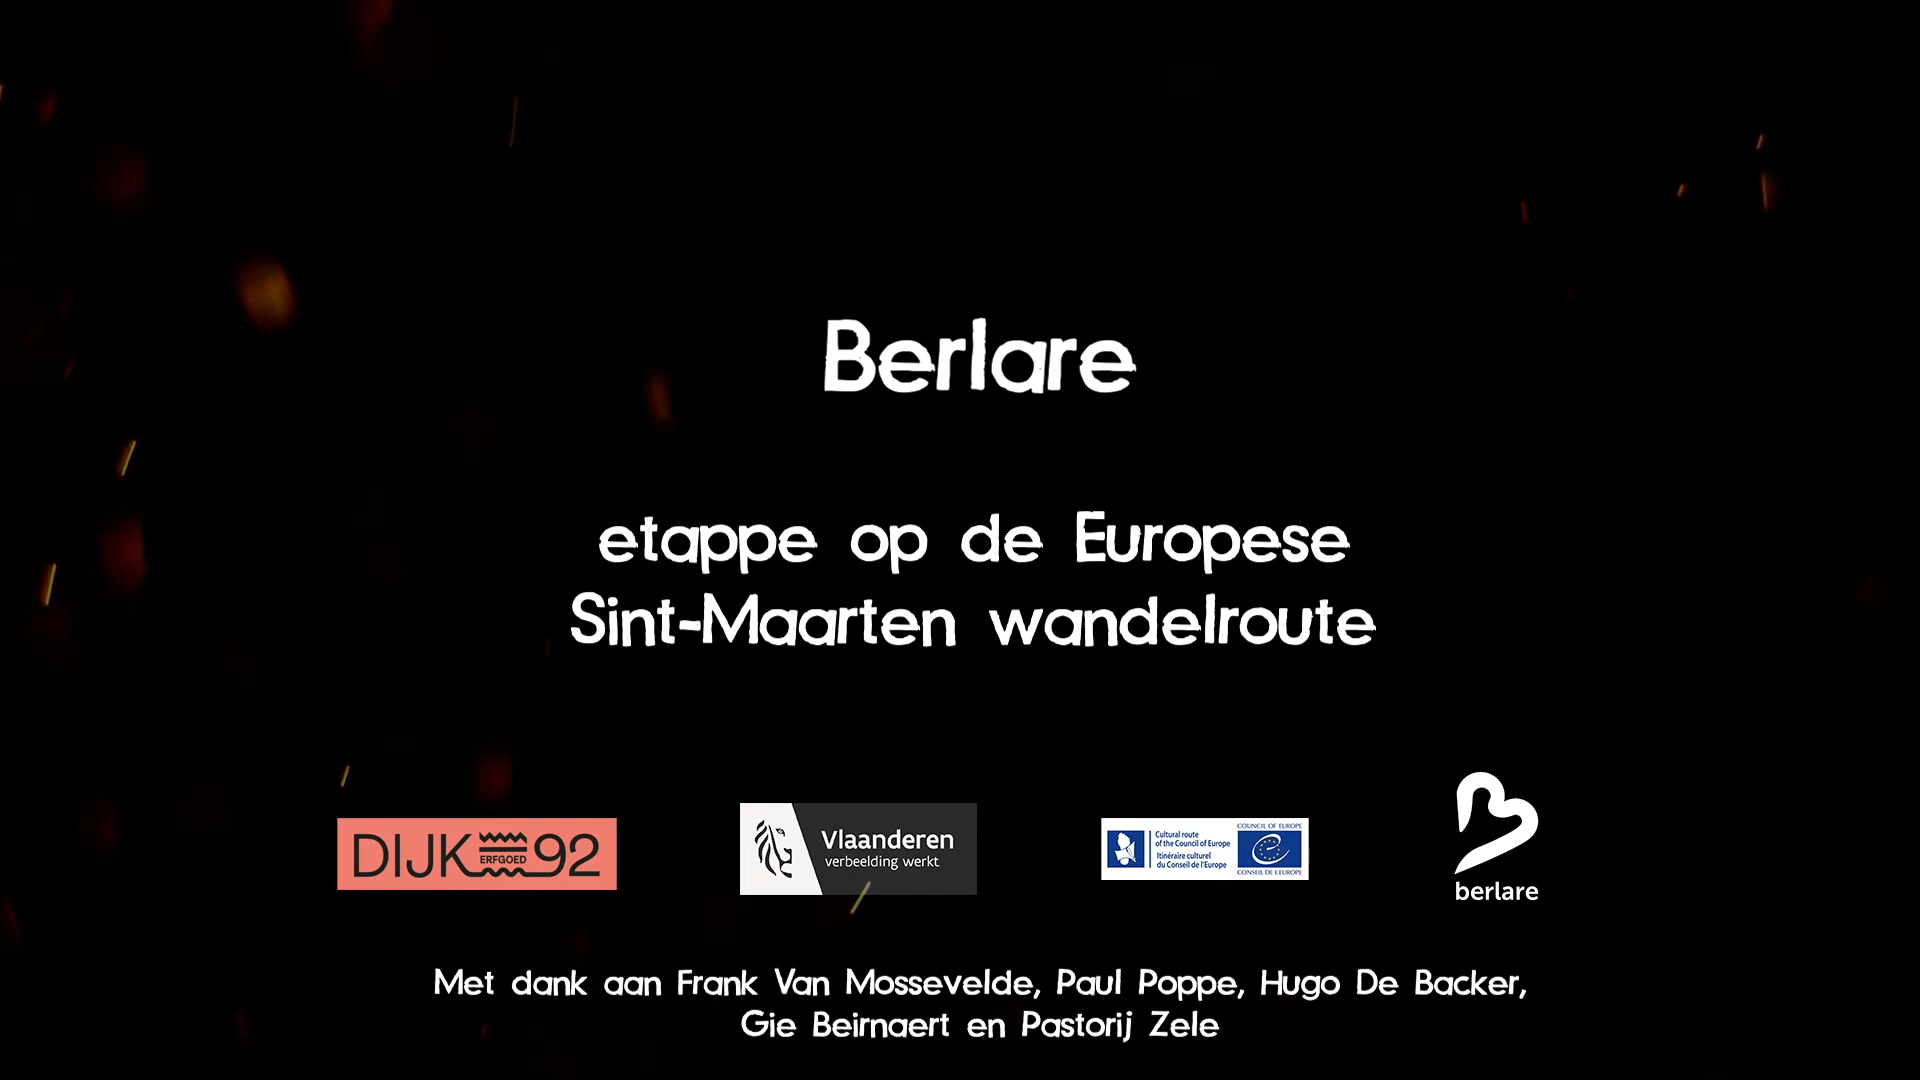 Berlare
etappe op de Europese
Sint-Maarten wandelroute
DIJK ERFGOED 92
Vlaanderen
verbeelding werkt
Cultural route
of the Council of Europe
Itinéraire culturel
du Conseil de l'Europe
COUNCIL OF EUROPE
CONSEIL DE L'EUROPE
berlare
Met dank aan Frank Van Mossevelde, Paul Poppe, Hugo De Backer,
Gie Beirnaert en Pastorij Zele